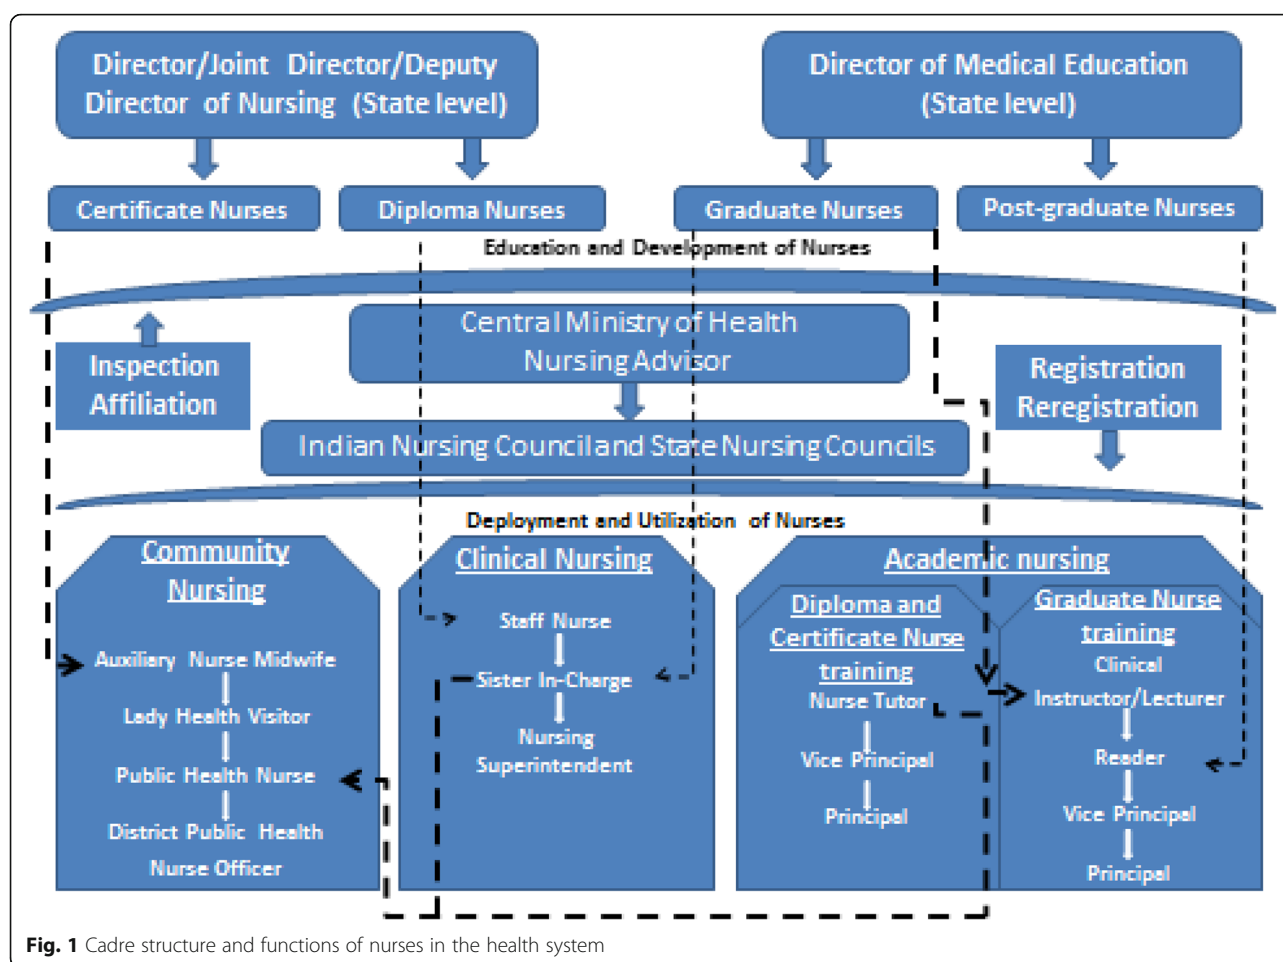 Director/Joint Director/Deputy
Director of Nursing (State level)
Director of Medical Education
(State level)
Certificate Nurses
Diploma Nurses
Graduate Nurses
Post-graduate Nurses
Education and Development of Nurses
Central Ministry of Health
Nursing Advisor
Inspection
Affiliation
Registration
Reregistration
Indian Nursing Council and State Nursing Councils
Deployment and Utilization of Nurses
Community
Nursing
Auxiliary Nurse Midwife
Lady Health Visitor
Public Health Nurse
District Public Health
Nurse Officer
Clinical Nursing
Staff Nurse
Sister In-Charge
Nursing
Superintendent
Academic nursing
Diploma and
Certificate Nurse
training
Nurse Tutor
Vice Principal
Principal
Graduate Nurse
training
Clinical
Instructor/Lecturer
Reader
Vice Principal
Principal
Fig. 1 Cadre structure and functions of nurses in the health system